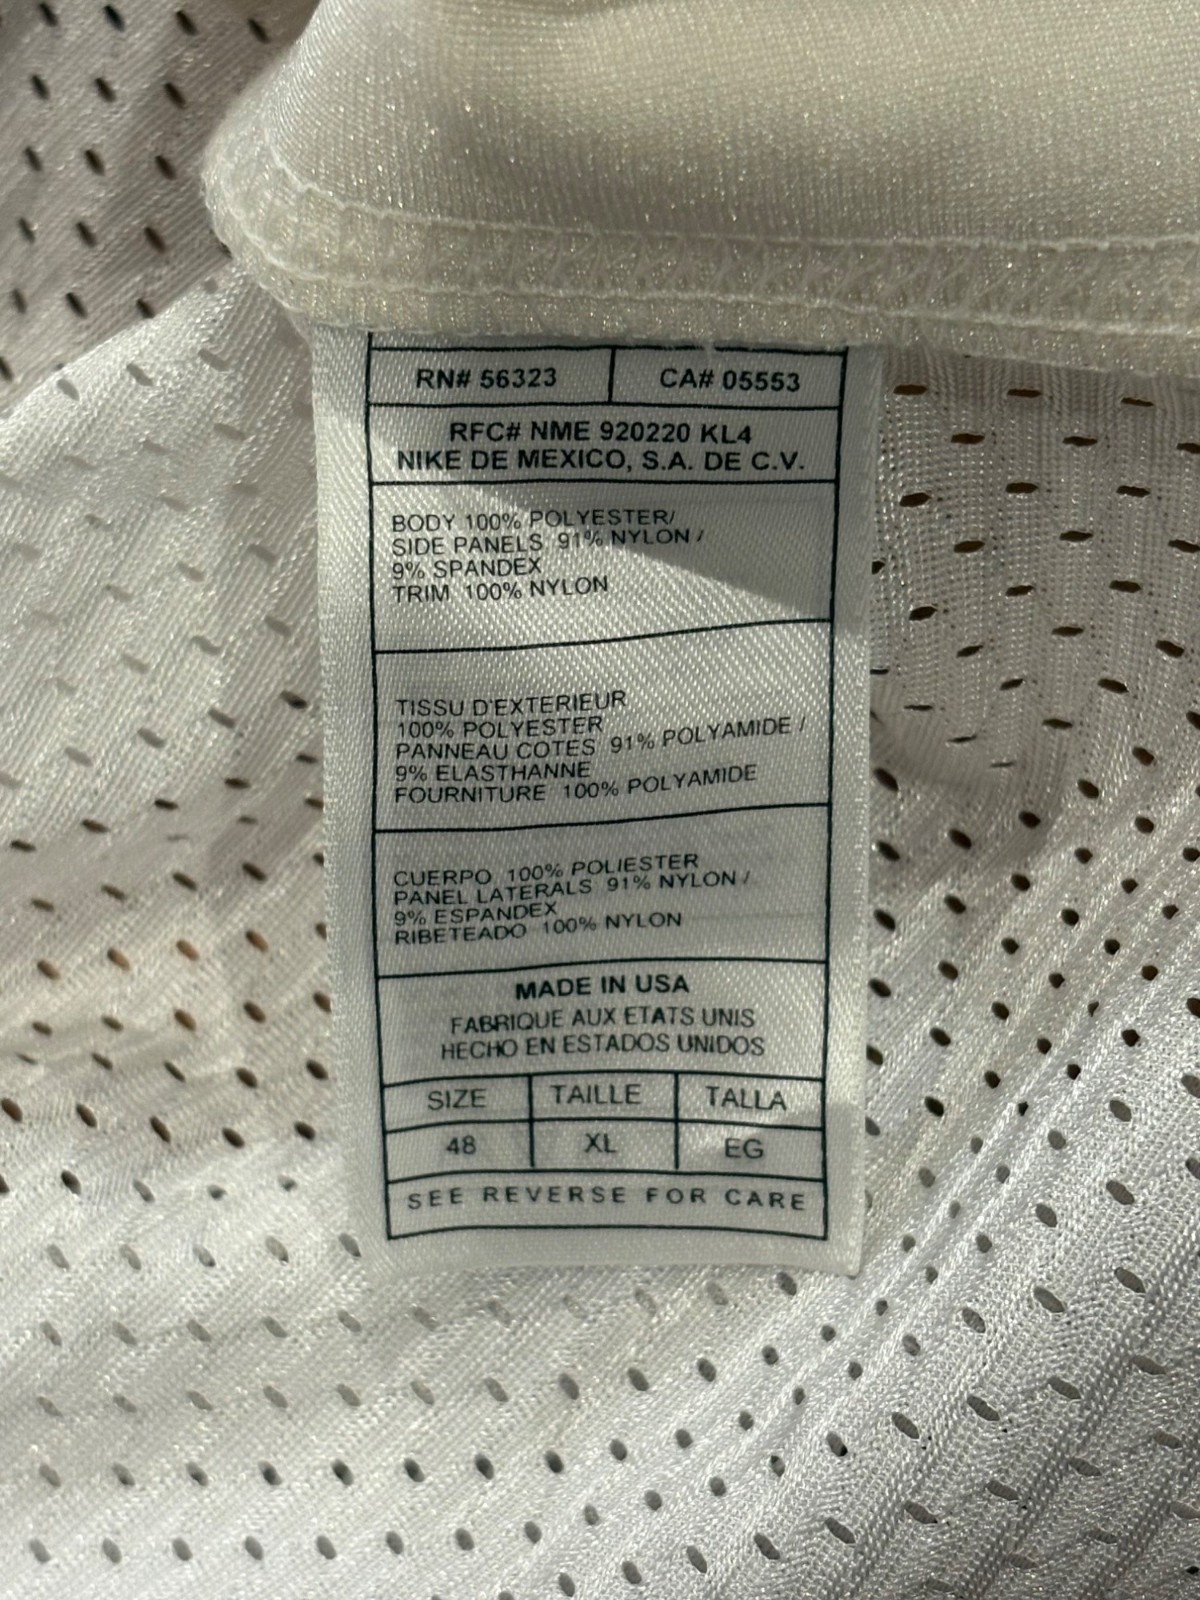 RN# 56323 CA# 05553
RFC# NME 920220 KL4
NIKE DE MEXICO, S.A. DE C.V.
BODY 100% POLYESTER/
SIDE PANELS 91% NYLON /
9% SPANDEX
TRIM 100% NYLON
TISSU D'EXTERIEUR
100% POLYESTER
PANNEAU COTES 91% POLYAMIDE /
9% ELASTHANNE
FOURNITURE 100% POLYAMIDE
CUERPO 100% POLIESTER
PANEL LATERALS 91% NYLON /
9% ESPANDEX
RIBETEADO 100% NYLON
MADE IN USA
FABRIQUE AUX ETATS UNIS
HECHO EN ESTADOS UNIDOS
SIZE TAILLE TALLA
48 XL EG
SEE REVERSE FOR CARE